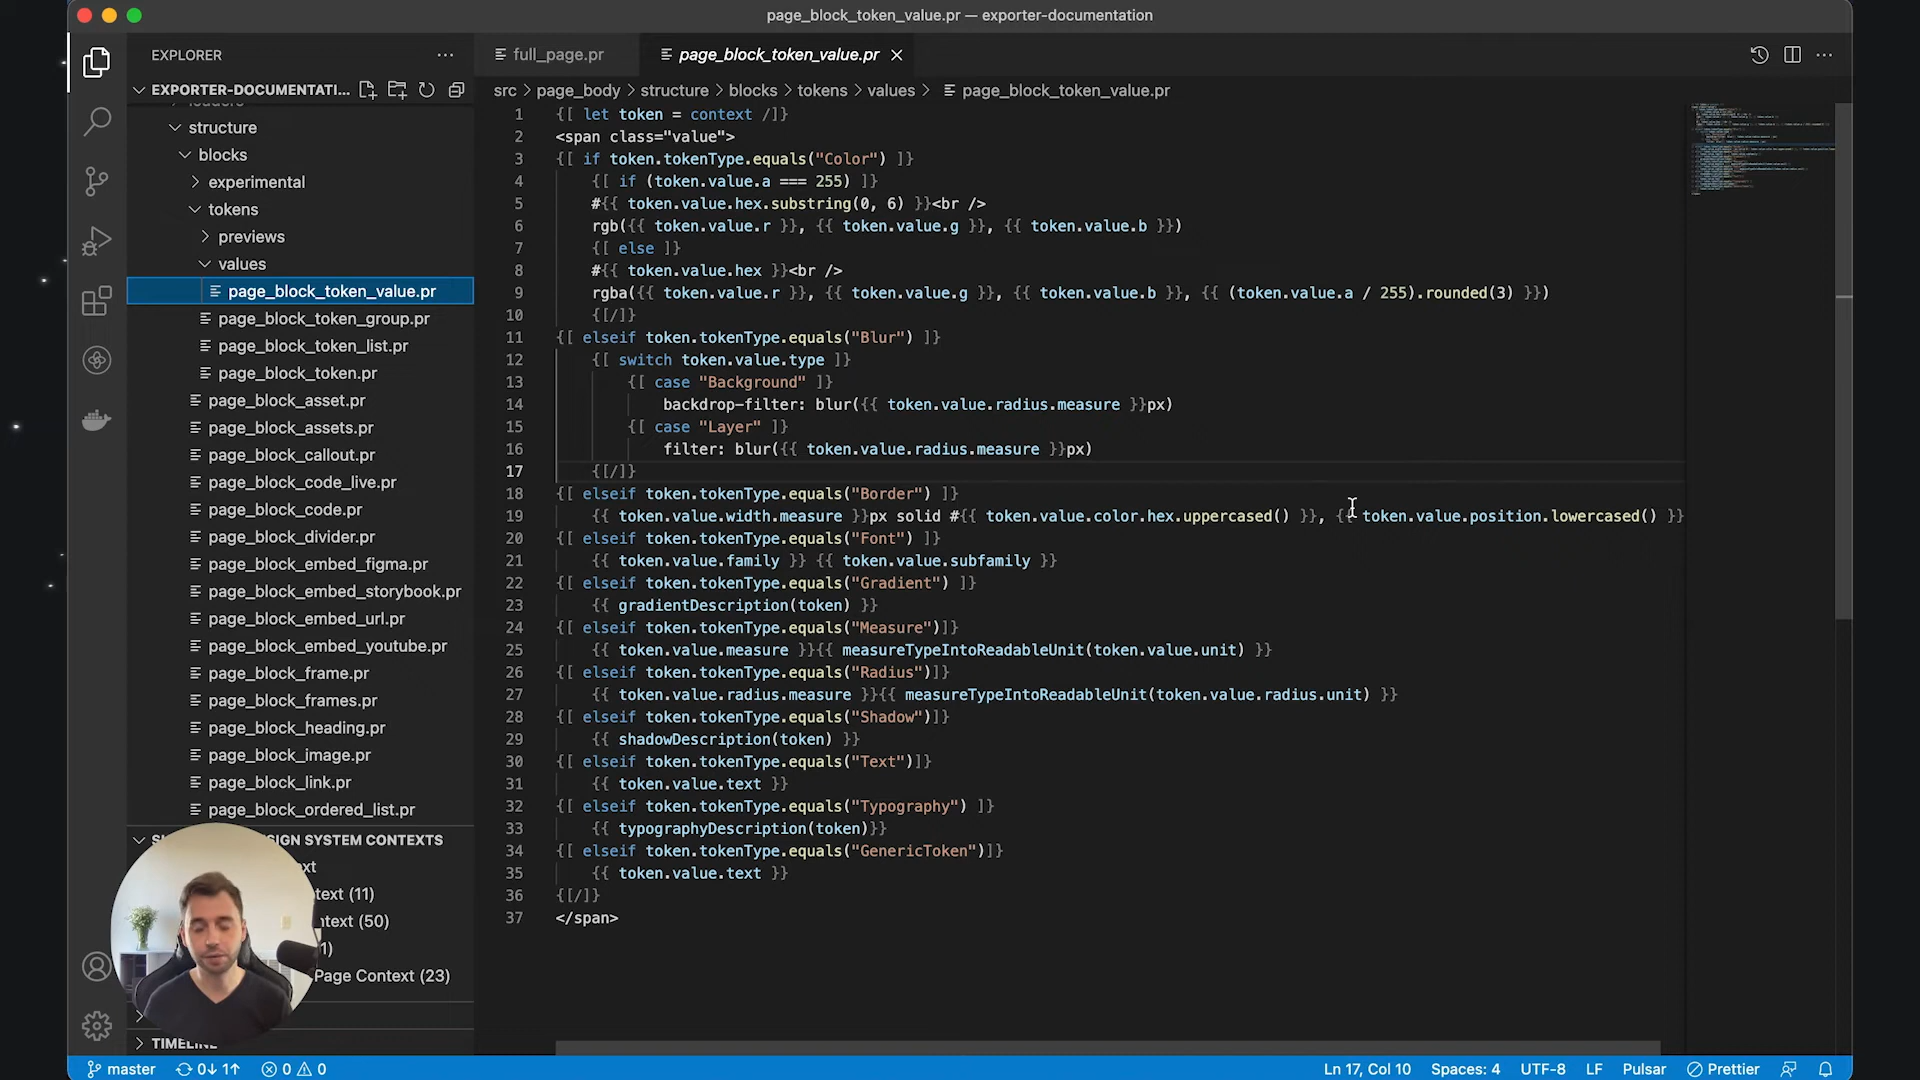 page_block_token_value.pr — exporter-documentation
EXPLORER
full_page.pr
page_block_token_value.pr
EXPORTER-DOCUMENTATI...
src > page_body > structure > blocks > tokens > values > page_block_token_value.pr
structure
blocks
experimental
tokens
previews
values
page_block_token_value.pr
page_block_token_group.pr
page_block_token_list.pr
page_block_token.pr
page_block_asset.pr
page_block_assets.pr
page_block_callout.pr
page_block_code_live.pr
page_block_code.pr
page_block_divider.pr
page_block_embed_figma.pr
page_block_embed_storybook.pr
page_block_embed_url.pr
page_block_embed_youtube.pr
page_block_frame.pr
page_block_frames.pr
page_block_heading.pr
page_block_image.pr
page_block_link.pr
page_block_ordered_list.pr
SIGN SYSTEM CONTEXTS
(11)
(50)
Page Context (23)
TIMELINE
1 {[ let token = context /]}
2 <span class="value">
3 {[ if token.tokenType.equals("Color") ]}
4 {[ if (token.value.a === 255) ]}
5 #{{ token.value.hex.substring(0, 6) }}<br />
6 rgb({{ token.value.r }}, {{ token.value.g }}, {{ token.value.b }})
7 {[ else ]}
8 #{{ token.value.hex }}<br />
9 rgba({{ token.value.r }}, {{ token.value.g }}, {{ token.value.b }}, {{ (token.value.a / 255).rounded(3) }})
10 {[/]}
11 {[ elseif token.tokenType.equals("Blur") ]}
12 {[ switch token.value.type ]}
13 {[ case "Background" ]}
14 backdrop-filter: blur({{ token.value.radius.measure }}px)
15 {[ case "Layer" ]}
16 filter: blur({{ token.value.radius.measure }}px)
17 {[/]}
18 {[ elseif token.tokenType.equals("Border") ]}
19 {{ token.value.width.measure }}px solid #{{ token.value.color.hex.uppercased() }}, {{ token.value.position.lowercased() }}
20 {[ elseif token.tokenType.equals("Font") ]}
21 {{ token.value.family }} {{ token.value.subfamily }}
22 {[ elseif token.tokenType.equals("Gradient") ]}
23 {{ gradientDescription(token) }}
24 {[ elseif token.tokenType.equals("Measure")]}
25 {{ token.value.measure }}{{ measureTypeIntoReadableUnit(token.value.unit) }}
26 {[ elseif token.tokenType.equals("Radius")]}
27 {{ token.value.radius.measure }}{{ measureTypeIntoReadableUnit(token.value.radius.unit) }}
28 {[ elseif token.tokenType.equals("Shadow")]}
29 {{ shadowDescription(token) }}
30 {[ elseif token.tokenType.equals("Text")]}
31 {{ token.value.text }}
32 {[ elseif token.tokenType.equals("Typography") ]}
33 {{ typographyDescription(token)}}
34 {[ elseif token.tokenType.equals("GenericToken")]}
35 {{ token.value.text }}
36 {[/]}
37 </span>
master 0↓ 1↑ 0 0 Ln 17, Col 10 Spaces: 4 UTF-8 LF Pulsar Prettier